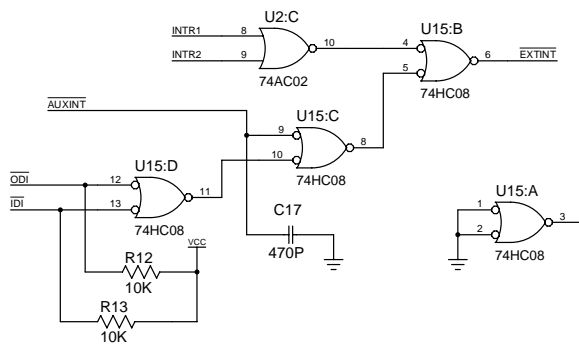 U2:C
INTR1 8
INTR2 9
10
74AC02
U15:B
4
5
6
EXTINT
74HC08
AUXINT
U15:C
9
10
8
74HC08
U15:D
ODI 12
IDI 13
11
74HC08
C17
470P
U15:A
1
2
3
74HC08
VCC
R12
10K
R13
10K